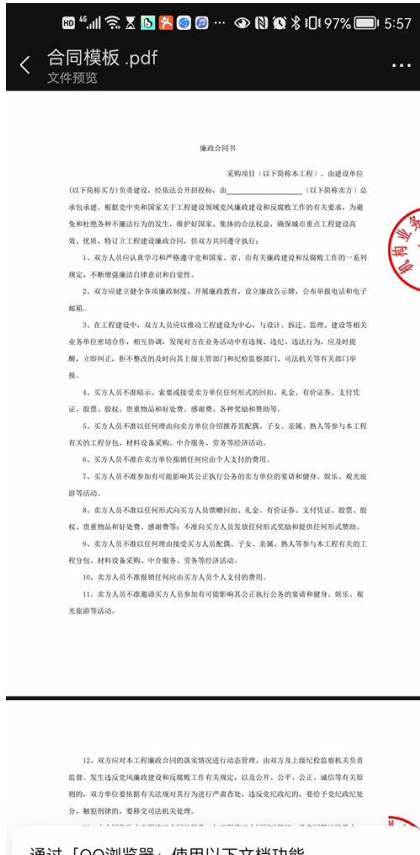 HD 46 97% 5:57
合同模板 .pdf
文件预览
廉政合同书
采购项目（以下简称本工程）。由建设单位
(以下简称买方)负责建设，经依法公开招投标，由____________（以下简称卖方）总
承包承建。根据党中央和国家关于工程建设领域党风廉政建设和反腐败工作的有关要求，为避
免和杜绝各种不廉洁行为的发生，维护好国家、集体的合法权益，确保城市重点工程建设高
效、优质，特订立工程建设廉政合同，供双方共同遵守执行：
1、双方人员应认真学习和严格遵守党和国家、省、市有关廉政建设和反腐败工作的一系列
规定，不断增强廉洁自律意识和自觉性。
2、双方应建立健全各项廉政制度，开展廉政教育、设立廉政告示牌，公布举报电话和电子
邮箱。
3、在工程建设中，双方人员应以推动工程建设为中心，与设计、拆迁、监理、建设等相关
业务单位密切合作，相互协调，发现对方在业务活动中有违规、违纪、违法行为，应及时提
醒，立即纠正，拒不整改的及时向其上级主管部门和纪检监察部门、司法机关等有关部门举
报。
4、买方人员不准暗示、索要或接受卖方单位任何形式的回扣、礼金、有价证券、支付凭
证、股票、股权、贵重物品和好处费、感谢费、各种奖励和赞助等。
5、买方人员不准以任何理由向卖方单位介绍推荐其配偶、子女、亲属、熟人等参与本工程
有关的工程分包、材料设备采购、中介服务、劳务等经济活动。
6、买方人员不准在卖方单位报销任何应由个人支付的费用。
7、买方人员不准参加有可能影响其公正执行公务的卖方单位的宴请和健身、娱乐、观光旅
游等活动。
8、卖方人员不准以任何形式向买方人员馈赠回扣、礼金、有价证券、支付凭证、股票、股
权、贵重物品和好处费、感谢费等；不准向买方人员发放任何形式奖励和提供任何形式赞助。
9、卖方人员不准以任何理由接受买方人员配偶、子女、亲属、熟人等参与本工程有关的工
程分包、材料设备采购、中介服务、劳务等经济活动。
10、卖方人员不准报销任何应由买方人员个人支付的费用。
11、卖方人员不准邀请买方人员参加有可能影响其公正执行公务的宴请和健身、娱乐、观
光旅游等活动。
机构业务
12、双方应对本工程廉政合同的落实情况进行动态管理，由双方及上级纪检监察机关负责
监督。发生违反党风廉政建设和反腐败工作有关规定，以及公开、公平、公正、诚信等有关原
则的，双方单位要依据有关法规对其行为进行严肃查处，违反党纪政纪的，要给予党纪政纪处
分，触犯刑律的，要移交司法机关处理。
通过「QQ浏览器」使用以下文档功能